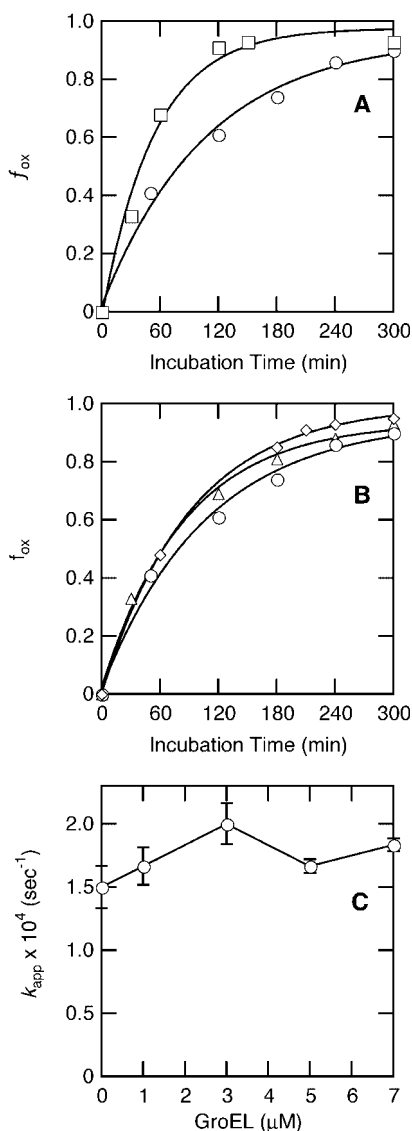 1.0
0.8
0.6
0.4
0.2
0
fox
A
0 60 120 180 240 300
Incubation Time (min)
1.0
0.8
0.6
0.4
0.2
0
fox
B
0 60 120 180 240 300
Incubation Time (min)
2.0
1.5
1.0
0.5
0
kapp x 10⁴ (sec⁻¹)
C
0 1 2 3 4 5 6 7
GroEL (μM)